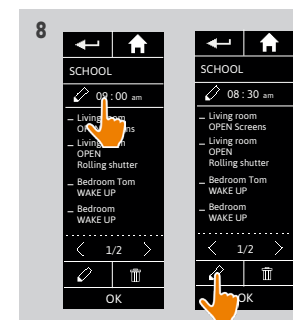 8
SCHOOL
09 : 00 am
Living room
OPEN Screens
Living room
OPEN
Rolling shutter
Bedroom Tom
WAKE UP
Bedroom
WAKE UP
1/2
OK
SCHOOL
08 : 30 am
Living room
OPEN Screens
Living room
OPEN
Rolling shutter
Bedroom Tom
WAKE UP
Bedroom
WAKE UP
1/2
OK